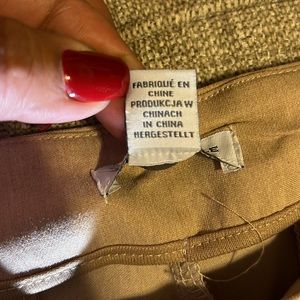 FABRIQUÉ EN
CHINE
PRODUKCJA W
CHINACH
IN CHINA
HERGESTELLT